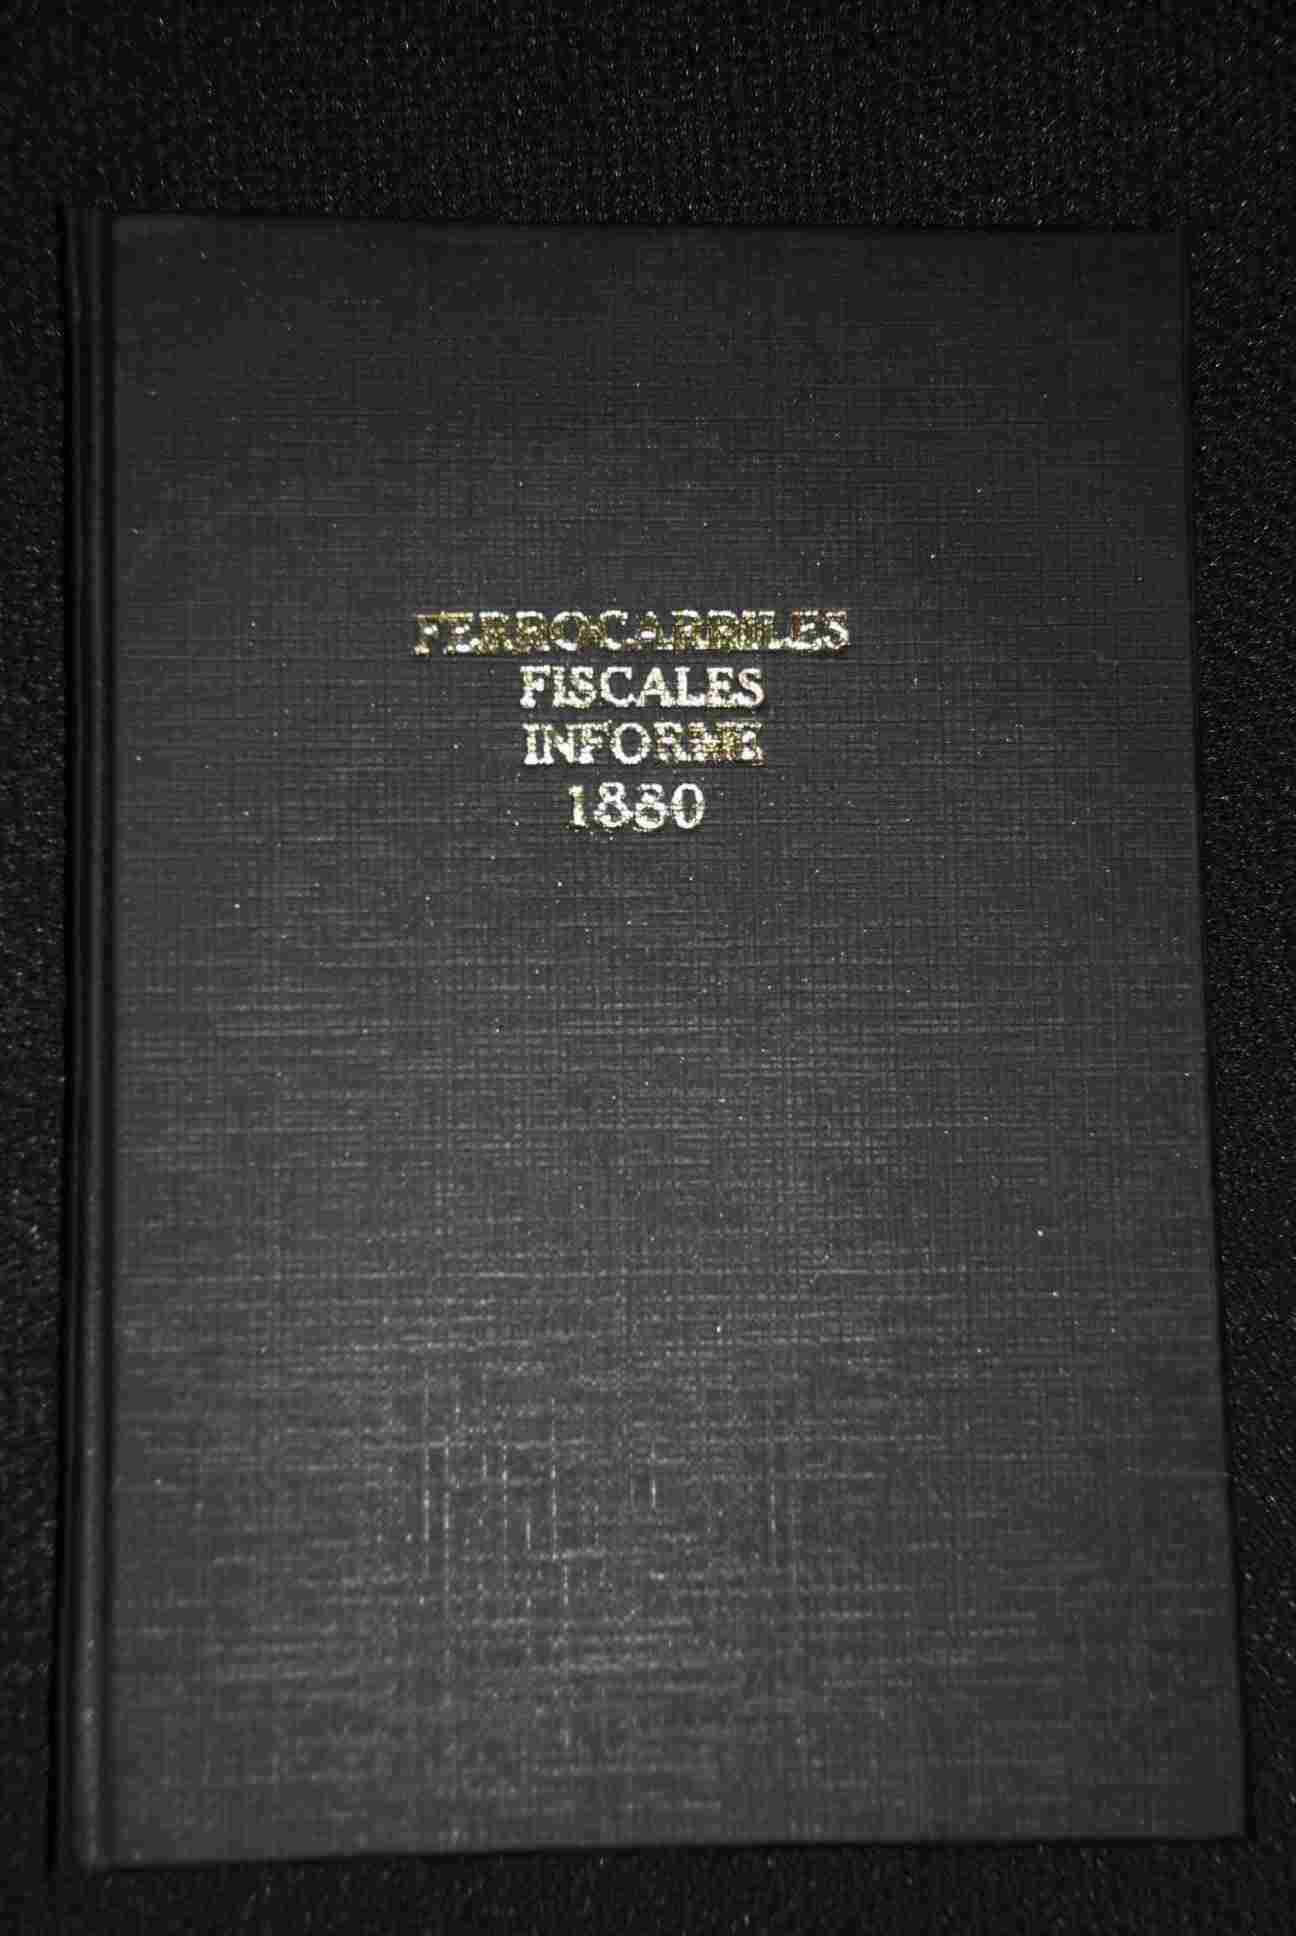 FERROCARRILES
FISCALES
INFORME
1880